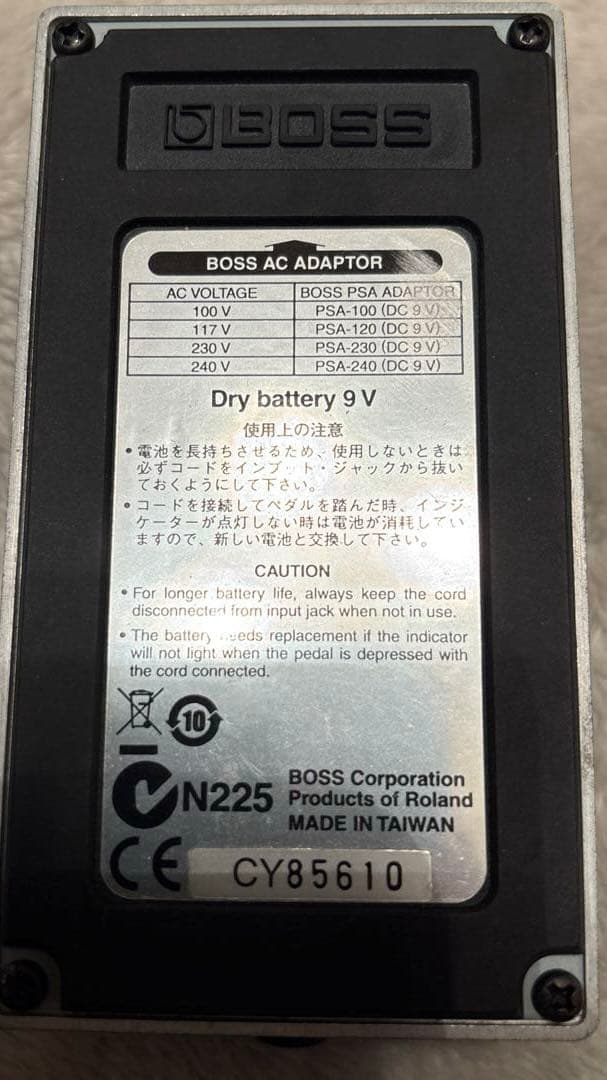 BOSS
BOSS AC ADAPTOR
AC VOLTAGE BOSS PSA ADAPTOR
100 V PSA-100 (DC 9 V)
117 V PSA-120 (DC 9 V)
230 V PSA-230 (DC 9 V)
240 V PSA-240 (DC 9 V)
Dry battery 9 V
使用上の注意
• 電池を長持ちさせるため、使用しないときは
必ずコードをインプット・ジャックから抜い
ておくようにして下さい。
• コードを接続してペダルを踏んだ時、インジ
ケーターが点灯しない時は電池が消耗してい
ますので、新しい電池と交換して下さい。
CAUTION
• For longer battery life, always keep the cord
disconnected from input jack when not in use.
• The battery needs replacement if the indicator
will not light when the pedal is depressed with
the cord connected.
10
N225
BOSS Corporation
Products of Roland
MADE IN TAIWAN
CE
CY85610